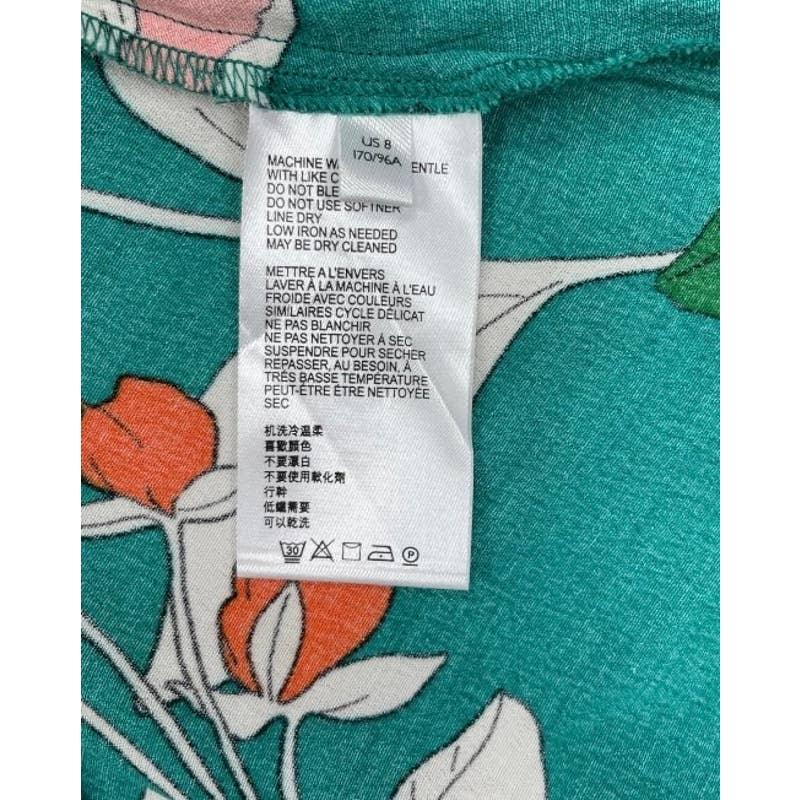 US 8
170/96A
MACHINE W ENTLE
WITH LIKE C
DO NOT BLE
DO NOT USE SOFTNER
LINE DRY
LOW IRON AS NEEDED
MAY BE DRY CLEANED
METTRE A L'ENVERS
LAVER À LA MACHINE À L'EAU
FROIDE AVEC COULEURS
SIMILAIRES CYCLE DÉLICAT
NE PAS BLANCHIR
NE PAS NETTOYER À SEC
SUSPENDRE POUR SECHER
REPASSER, AU BESOIN, À
TRÈS BASSE TEMPÉRATURE
PEUT-ÊTRE ÊTRE NETTOYÉE
SEC
机洗冷温柔
喜歡顏色
不要漂白
不要使用軟化劑
行幹
低鐵需要
可以乾洗
30
P